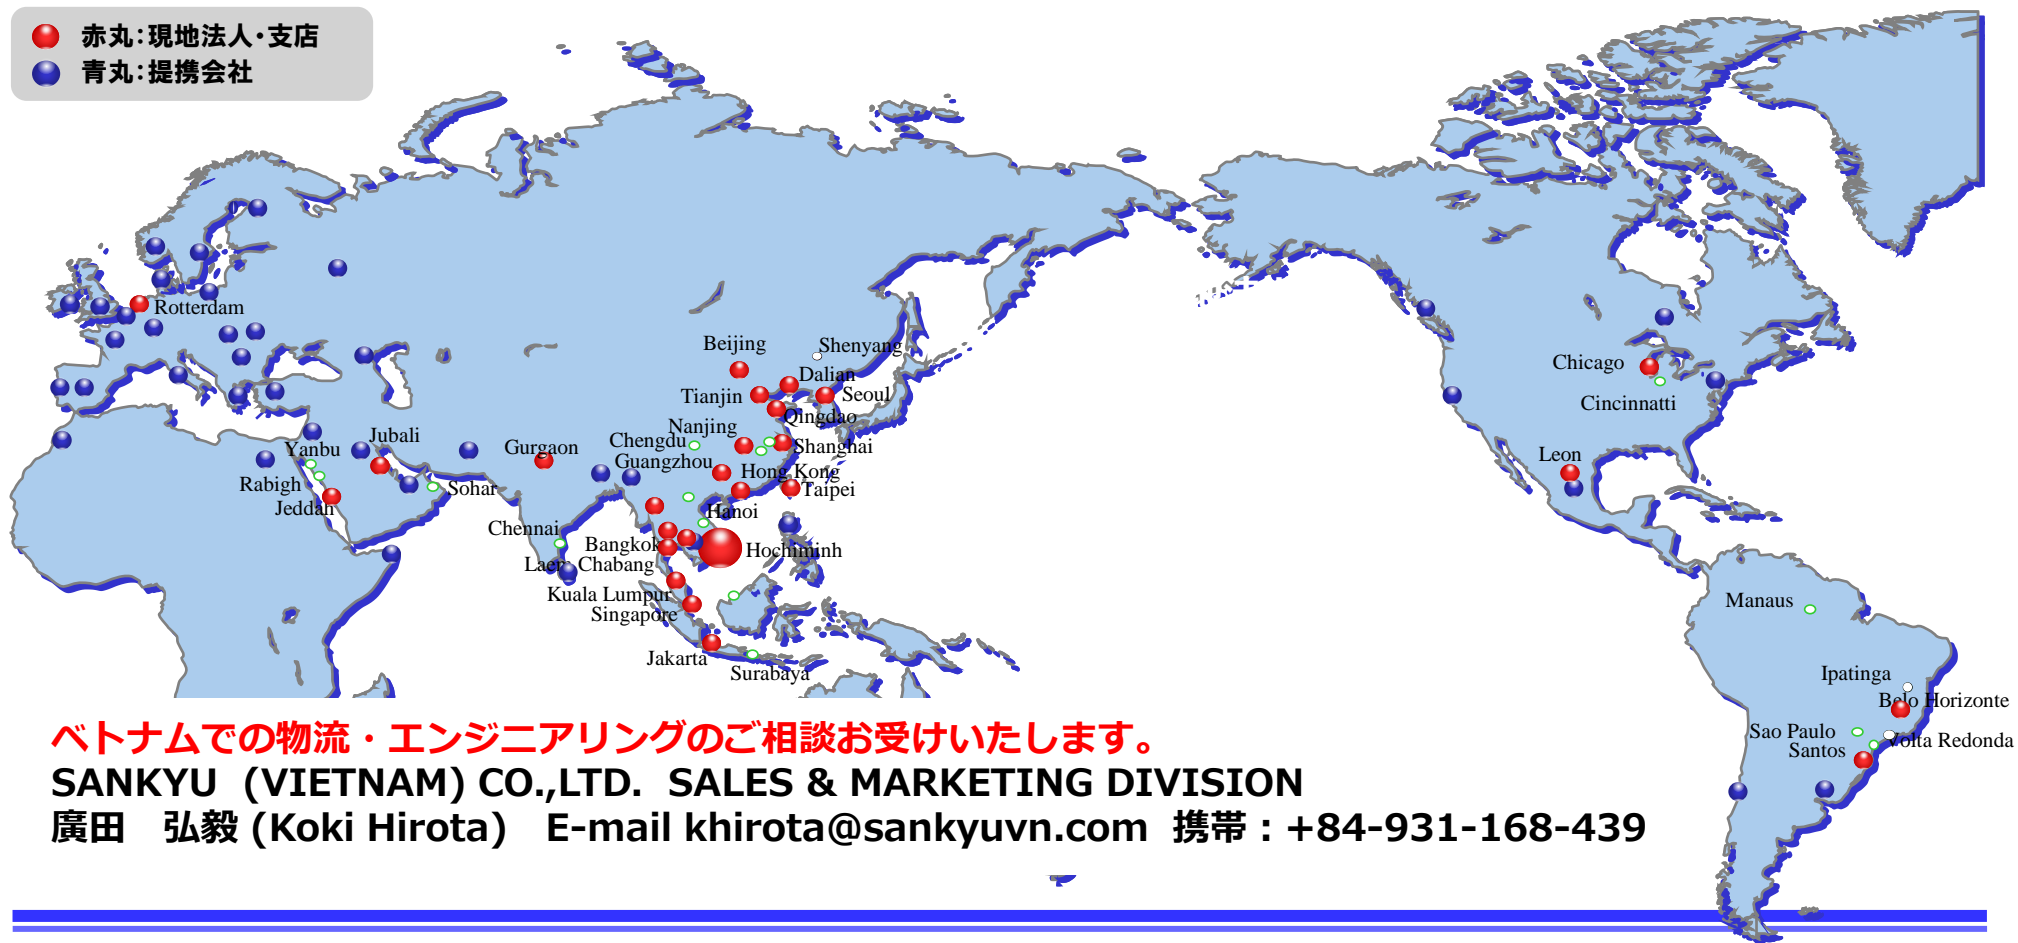 赤丸：現地法人・支店
青丸：提携会社
Rotterdam
Beijing
Shenyang
Dalian
Tianjin
Seoul
Qingdao
Nanjing
Chengdu
Shanghai
Guangzhou
Hong Kong
Taipei
Hanoi
Gurgaon
Jubali
Yanbu
Rabigh
Jeddah
Sohar
Chennai
Bangkok
Laem Chabang
Hochiminh
Kuala Lumpur
Singapore
Jakarta
Surabaya
Chicago
Cincinnatti
Leon
Manaus
Ipatinga
Belo Horizonte
Sao Paulo
Volta Redonda
Santos
ベトナムでの物流・エンジニアリングのご相談お受けいたします。
SANKYU (VIETNAM) CO.,LTD. SALES & MARKETING DIVISION
廣田　弘毅 (Koki Hirota)　E-mail khirota@sankyuvn.com 携帯：+84-931-168-439